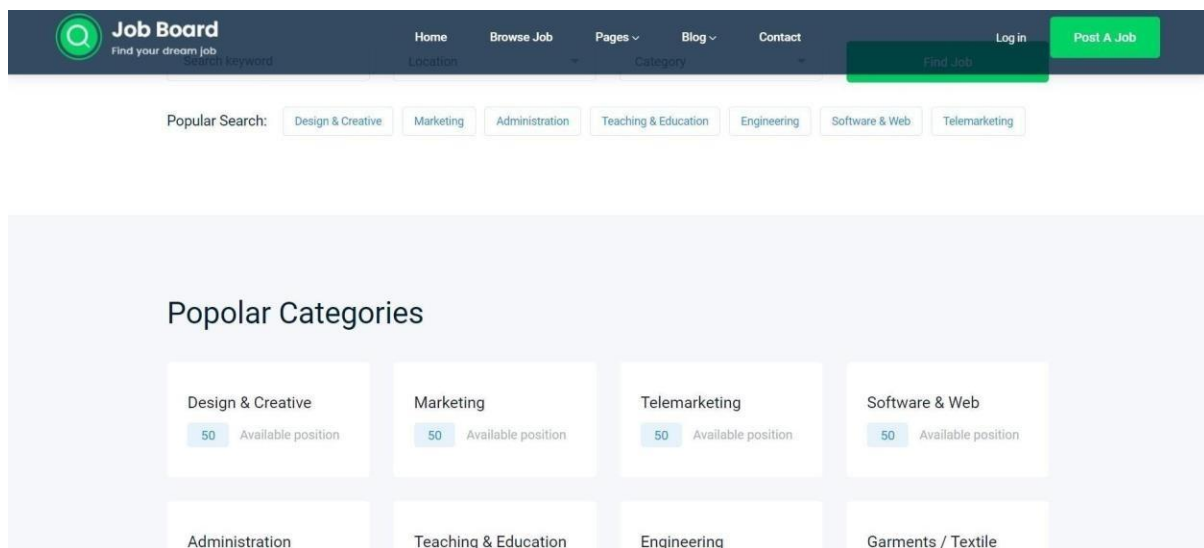 Job Board
Find your dream job
Home Browse Job Pages Blog Contact Log in Post A Job
Search keyword Location Category Find Job
Popular Search: Design & Creative Marketing Administration Teaching & Education Engineering Software & Web Telemarketing
Popolar Categories
Design & Creative Marketing Telemarketing Software & Web
50 Available position 50 Available position 50 Available position 50 Available position
Administration Teaching & Education Engineering Garments / Textile